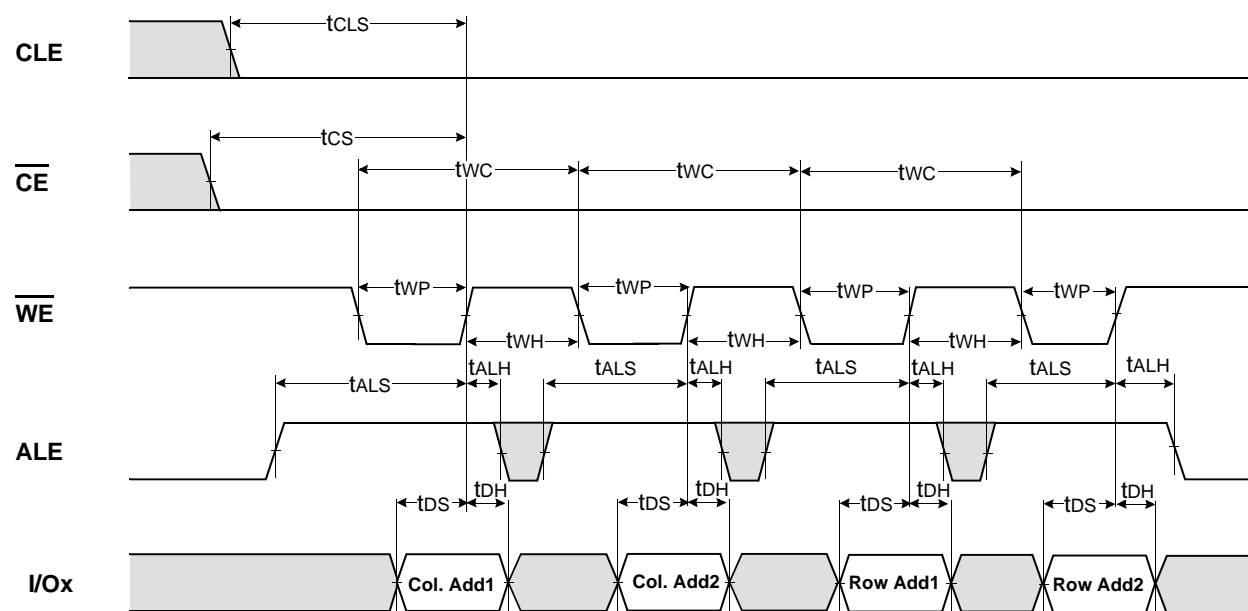 CLE
tCLS
CE
tCS
tWC tWC tWC
WE
tWP tWP tWP tWP
tWH tWH tWH
tALS tALH tALS tALH tALS tALH tALS tALH
ALE
tDS tDH tDS tDH tDS tDH tDS tDH
I/Ox
Col. Add1 Col. Add2 Row Add1 Row Add2